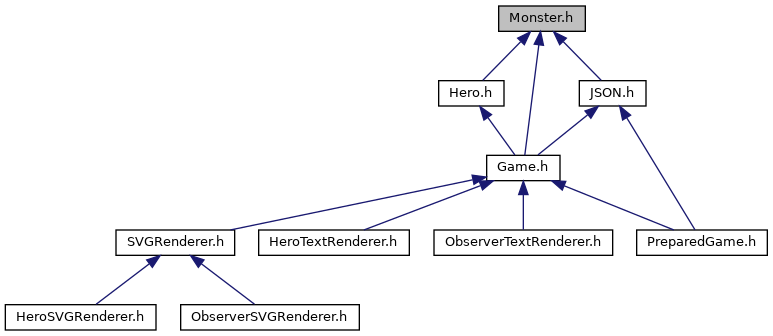 Monster.h
Hero.h
JSON.h
Game.h
SVGRenderer.h
HeroTextRenderer.h
ObserverTextRenderer.h
PreparedGame.h
HeroSVGRenderer.h
ObserverSVGRenderer.h